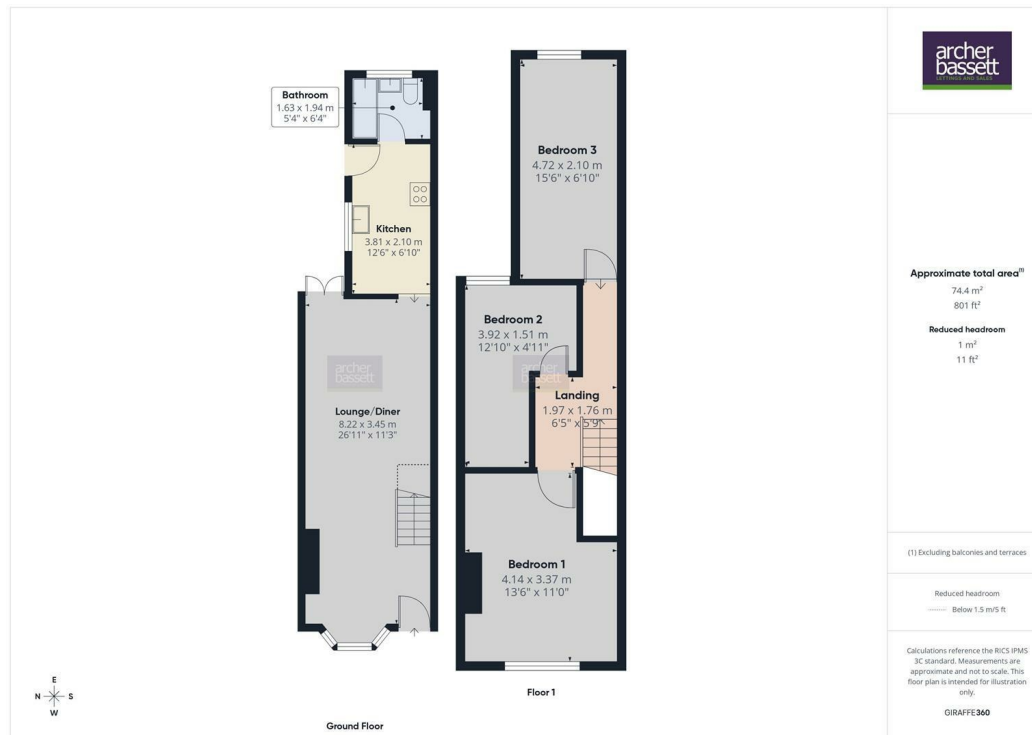 Bathroom
1.63 x 1.94 m
5'4" x 6'4"
Kitchen
3.81 x 2.10 m
12'6" x 6'10"
archer
bassett
Lounge/Diner
8.22 x 3.45 m
26'11" x 11'3"
Ground Floor
Bedroom 3
4.72 x 2.10 m
15'6" x 6'10"
Bedroom 2
3.92 x 1.51 m
12'10" x 4'11"
archer
bassett
Landing
1.97 x 1.76 m
6'5" x 5'9"
Bedroom 1
4.14 x 3.37 m
13'6" x 11'0"
Floor 1
E
N S
W
archer
bassett
LETTINGS AND SALES
Approximate total area(1)
74.4 m²
801 ft²
Reduced headroom
1 m²
11 ft²
(1) Excluding balconies and terraces
Reduced headroom
Below 1.5 m/5 ft
Calculations reference the RICS IPMS
3C standard. Measurements are
approximate and not to scale. This
floor plan is intended for illustration
only.
GIRAFFE360